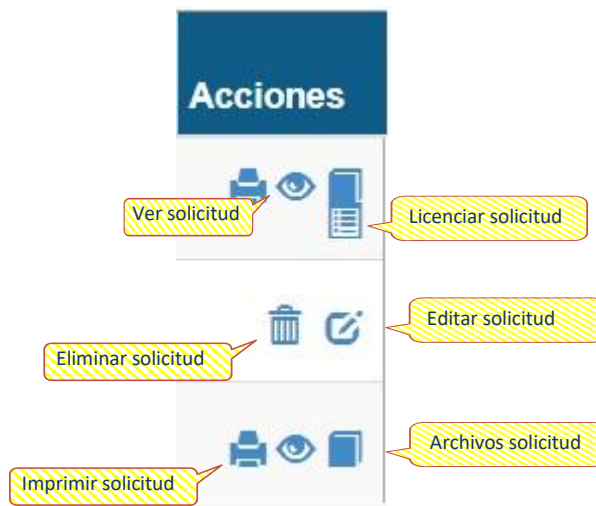 Acciones
Ver solicitud
Licenciar solicitud
Editar solicitud
Eliminar solicitud
Archivos solicitud
Imprimir solicitud